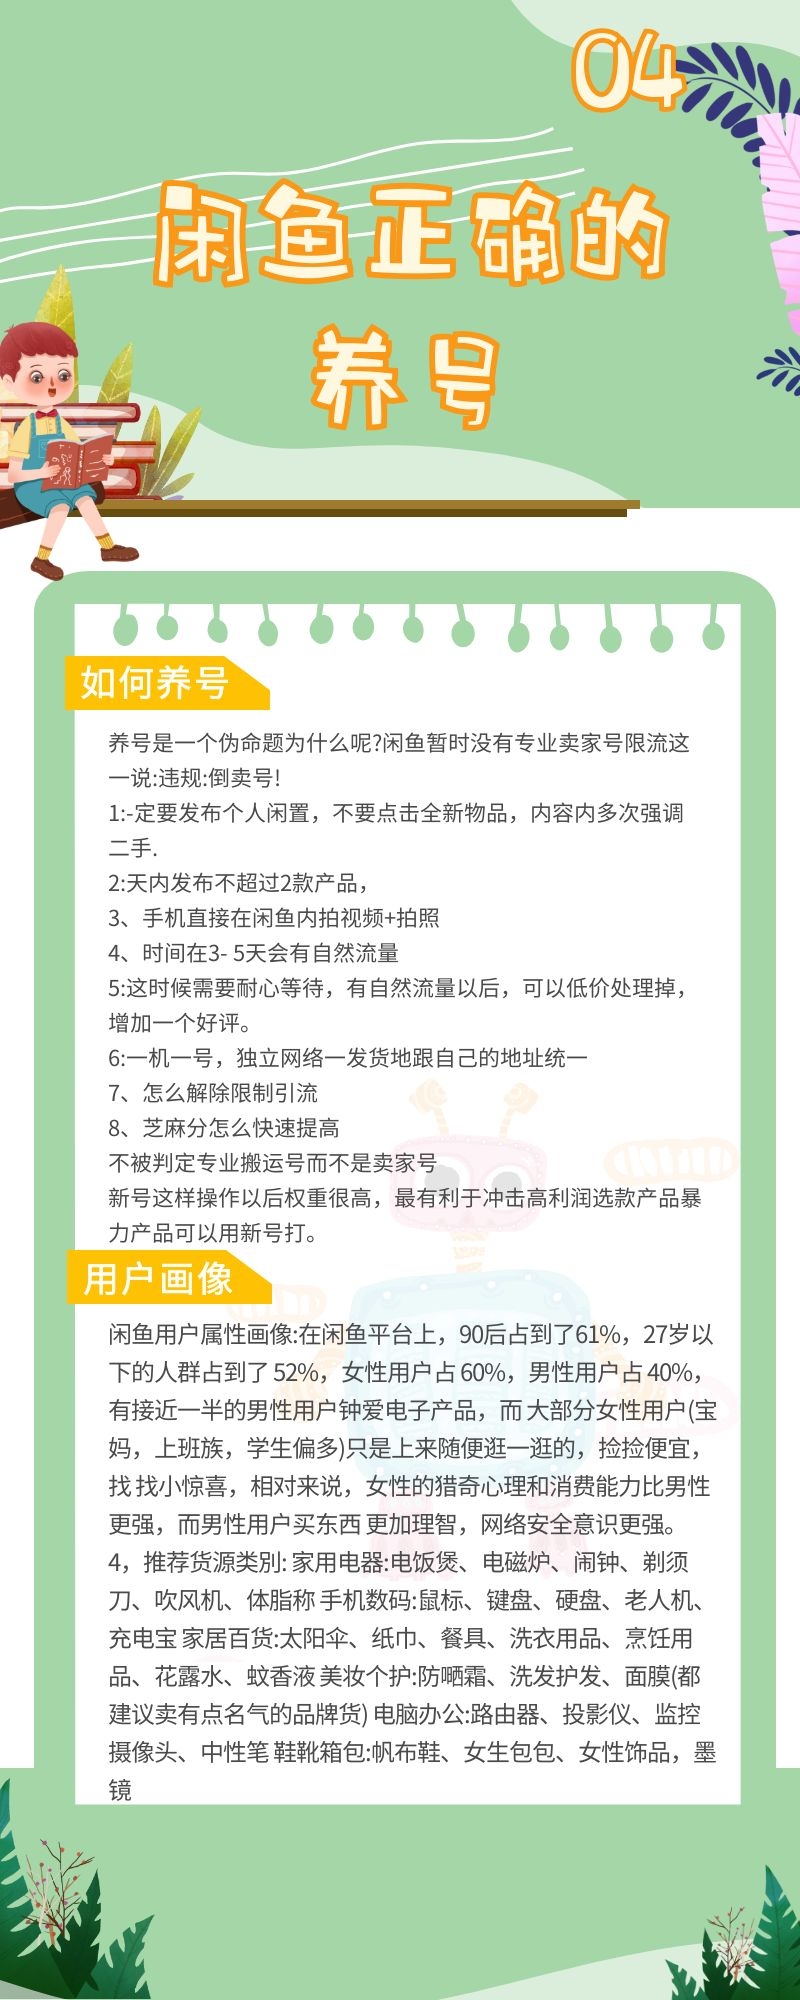 04
闲鱼正确的
养号
如何养号
养号是一个伪命题为什么呢?闲鱼暂时没有专业卖家号限流这
一说:违规:倒卖号!
1:-定要发布个人闲置，不要点击全新物品，内容内多次强调
二手.
2:天内发布不超过2款产品，
3、手机直接在闲鱼内拍视频+拍照
4、时间在3- 5天会有自然流量
5:这时候需要耐心等待，有自然流量以后，可以低价处理掉，
增加一个好评。
6:一机一号，独立网络一发货地跟自己的地址统一
7、怎么解除限制引流
8、芝麻分怎么快速提高
不被判定专业搬运号而不是卖家号
新号这样操作以后权重很高，最有利于冲击高利润选款产品暴
力产品可以用新号打。
用户画像
闲鱼用户属性画像:在闲鱼平台上，90后占到了61%，27岁以
下的人群占到了 52%，女性用户占 60%，男性用户占 40%，
有接近一半的男性用户钟爱电子产品，而 大部分女性用户(宝
妈，上班族，学生偏多)只是上来随便逛一逛的，捡捡便宜，
找 找小惊喜，相对来说，女性的猎奇心理和消费能力比男性
更强，而男性用户买东西 更加理智，网络安全意识更强。
4，推荐货源类别: 家用电器:电饭煲、电磁炉、闹钟、剃须
刀、吹风机、体脂称 手机数码:鼠标、键盘、硬盘、老人机、
充电宝 家居百货:太阳伞、纸巾、餐具、洗衣用品、烹饪用
品、花露水、蚊香液 美妆个护:防嗮霜、洗发护发、面膜(都
建议卖有点名气的品牌货) 电脑办公:路由器、投影仪、监控
摄像头、中性笔 鞋靴箱包:帆布鞋、女生包包、女性饰品，墨
镜